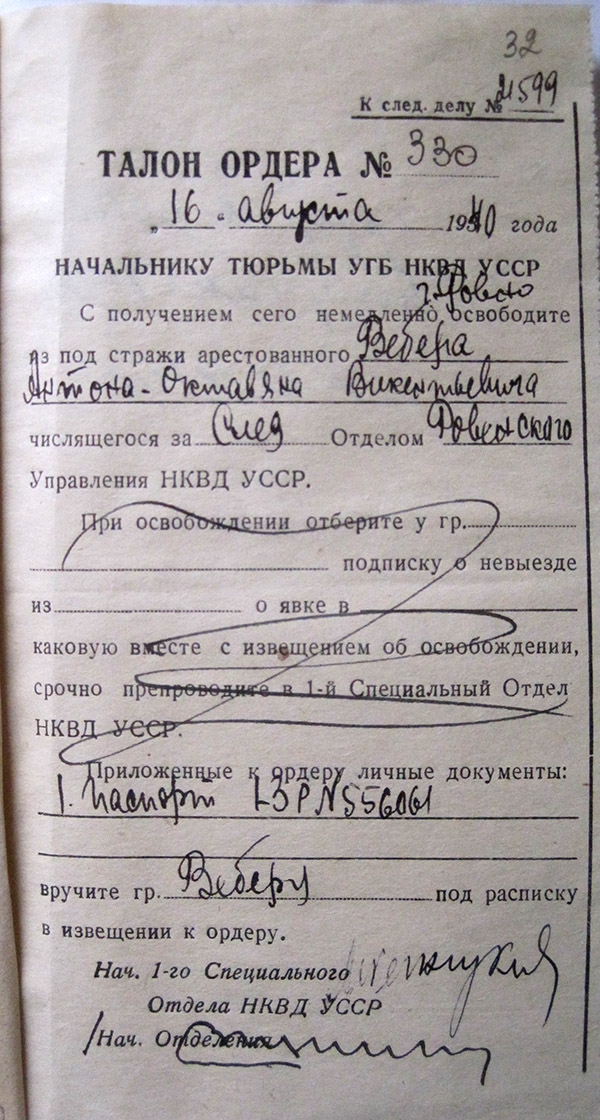 32
К след. делу № 21599
ТАЛОН ОРДЕРА № 330
„16 „ августа 1940 года
НАЧАЛЬНИКУ ТЮРЬМЫ УГБ НКВД УССР
г. Ровно
С получением сего немедленно освободите
из под стражи арестованного Вебера
Антона-Октавяна Викентьевича
числящегося за След Отделом Ровенского
Управления НКВД УССР.
При освобождении отберите у гр.
подписку о невыезде
из о явке в
каковую вместе с извещением об освобождении,
срочно препроводите в 1-й Специальный Отдел
НКВД УССР.
Приложенные к ордеру личные документы:
1. Паспорт № 556061
вручите гр. Веберу под расписку
в извещении к ордеру.
Нач. 1-го Специального
Отдела НКВД УССР
Нач. Отделения